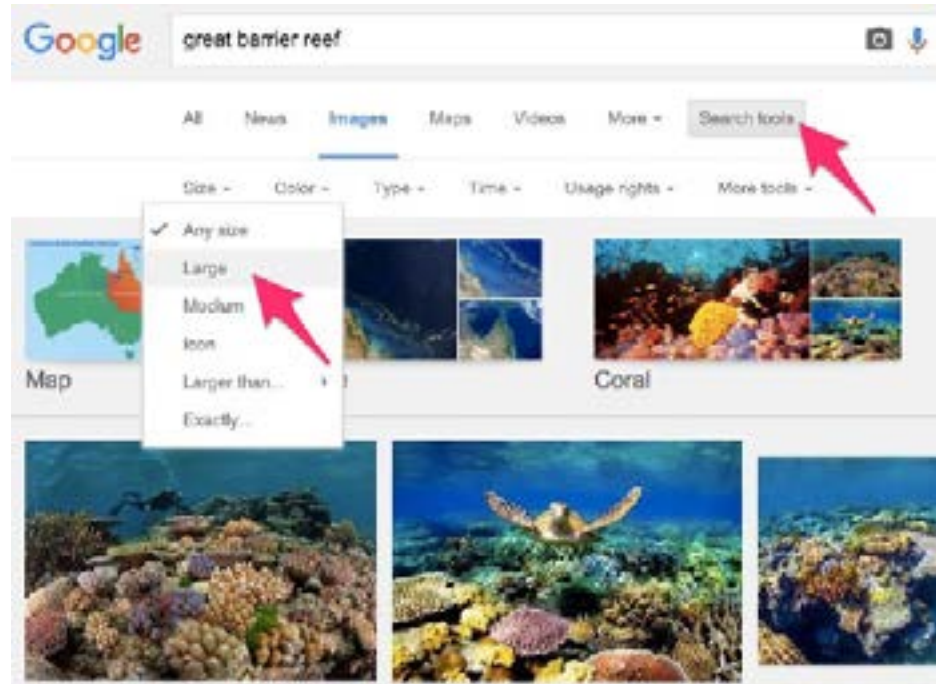 Google great barrier reef
All News Images Maps Videos More Search tools
Size Color Type Time Usage rights More tools
Any size
Large
Medium
Icon
Larger than...
Exactly...
Map
Coral